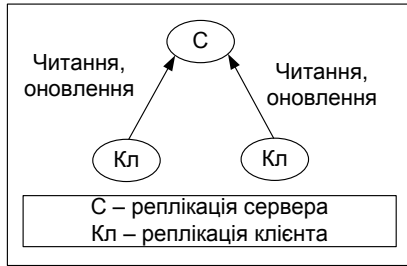 С
Читання,
оновлення
Читання,
оновлення
Кл
Кл
С – реплікація сервера
Кл – реплікація клієнта